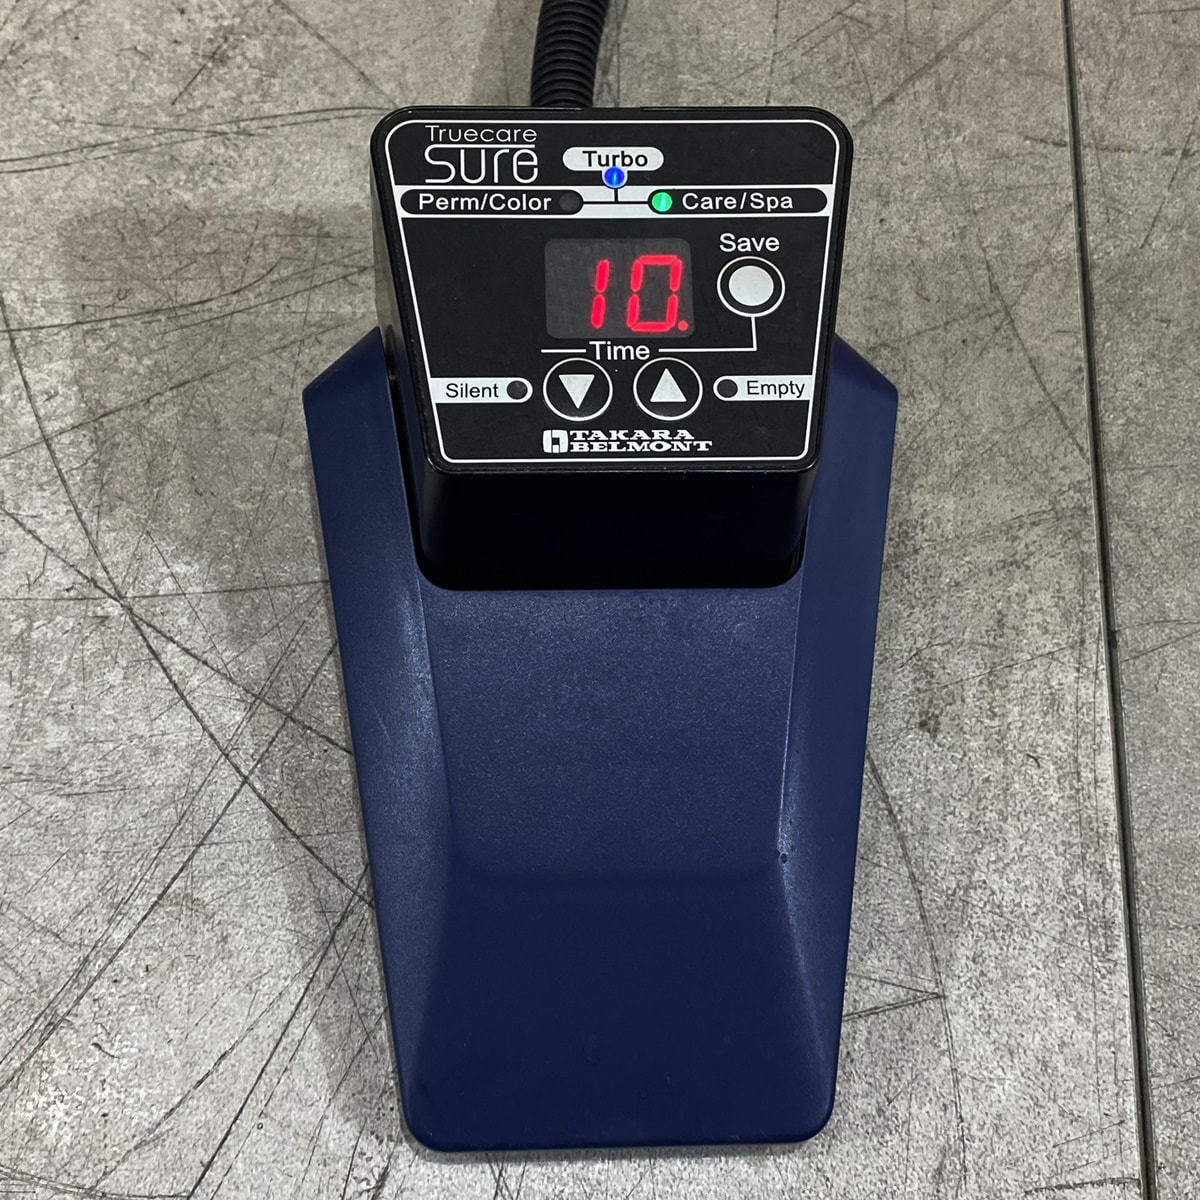 Truecare
SURE
Turbo
Perm/Color
Care/Spa
Save
10.
Time
Silent
Empty
TAKARA
BELMONT